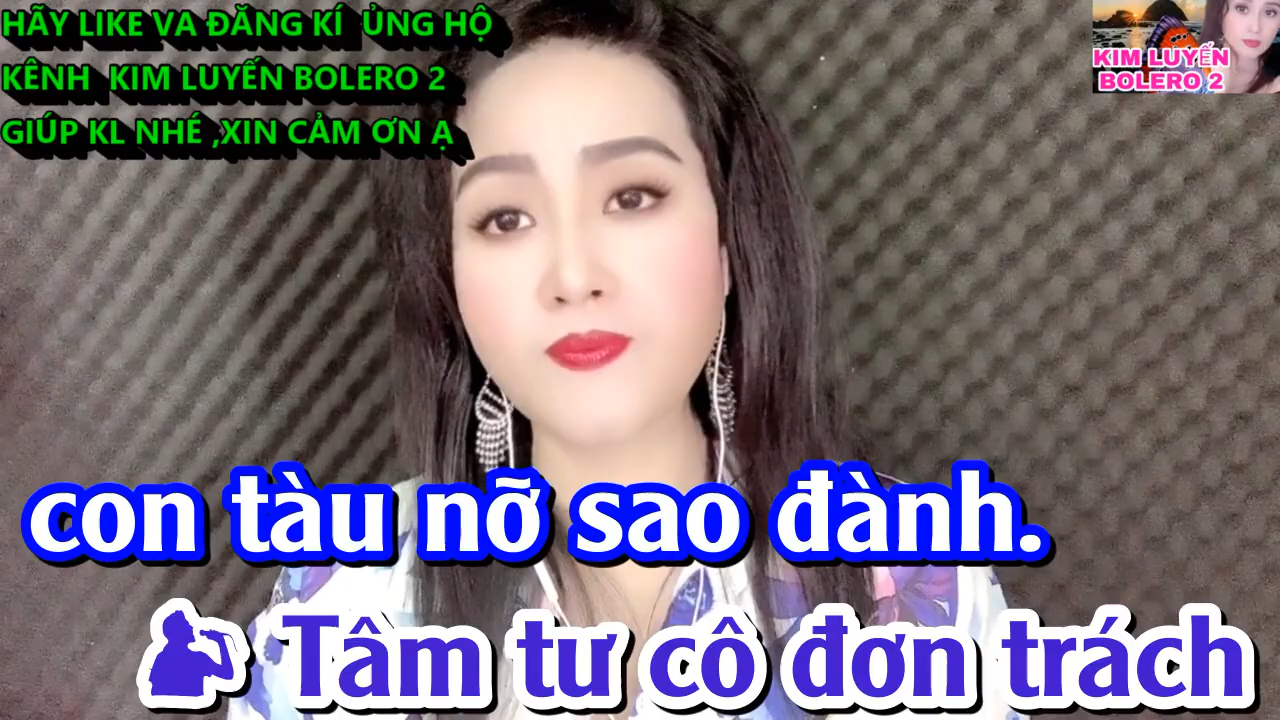 HÃY LIKE VA ĐĂNG KÍ ỦNG HỘ
KÊNH KIM LUYẾN BOLERO 2
GIÚP KL NHÉ ,XIN CẢM ƠN Ạ
KIM LUYẾN
BOLERO 2
con tàu nỡ sao đành.
Tâm tư cô đơn trách